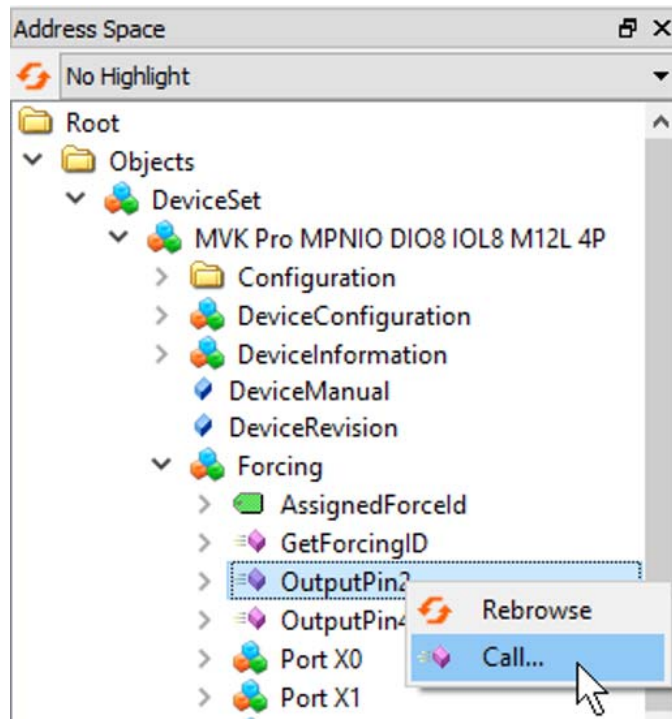 Address Space
No Highlight
Root
Objects
DeviceSet
MVK Pro MPNIO DIO8 IOL8 M12L 4P
Configuration
DeviceConfiguration
DeviceInformation
DeviceManual
DeviceRevision
Forcing
AssignedForceId
GetForcingID
OutputPin2
OutputPin4
Rebrowse
Call...
Port X0
Port X1